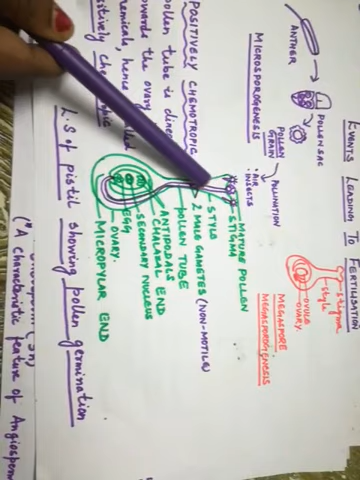 EVENTS LEADING TO FERTILISATION
ANTHER
POLLEN SAC
POLLEN
GRAIN
POLLINATION
AIR
INSECTS
MICROSPOROGENESIS
stigma
style
OVULE
OVARY.
MEGASPORE
MEGASPOROGENESIS
POSITIVELY CHEMOTROPIC
pollen tube is
towards the ovary
chemicals, hence
MATURE POLLEN
STIGMA
STYLE
2 MALE GAMETES (NON-MOTILE)
POLLEN TUBE
CHALAZAL END
ANTIPODALS
SECONDARY NUCLEUS
EGG
OVARY.
MICROPYLAR END
L.S of pistil showing pollen germination
("A characteristic feature of Angiosperm